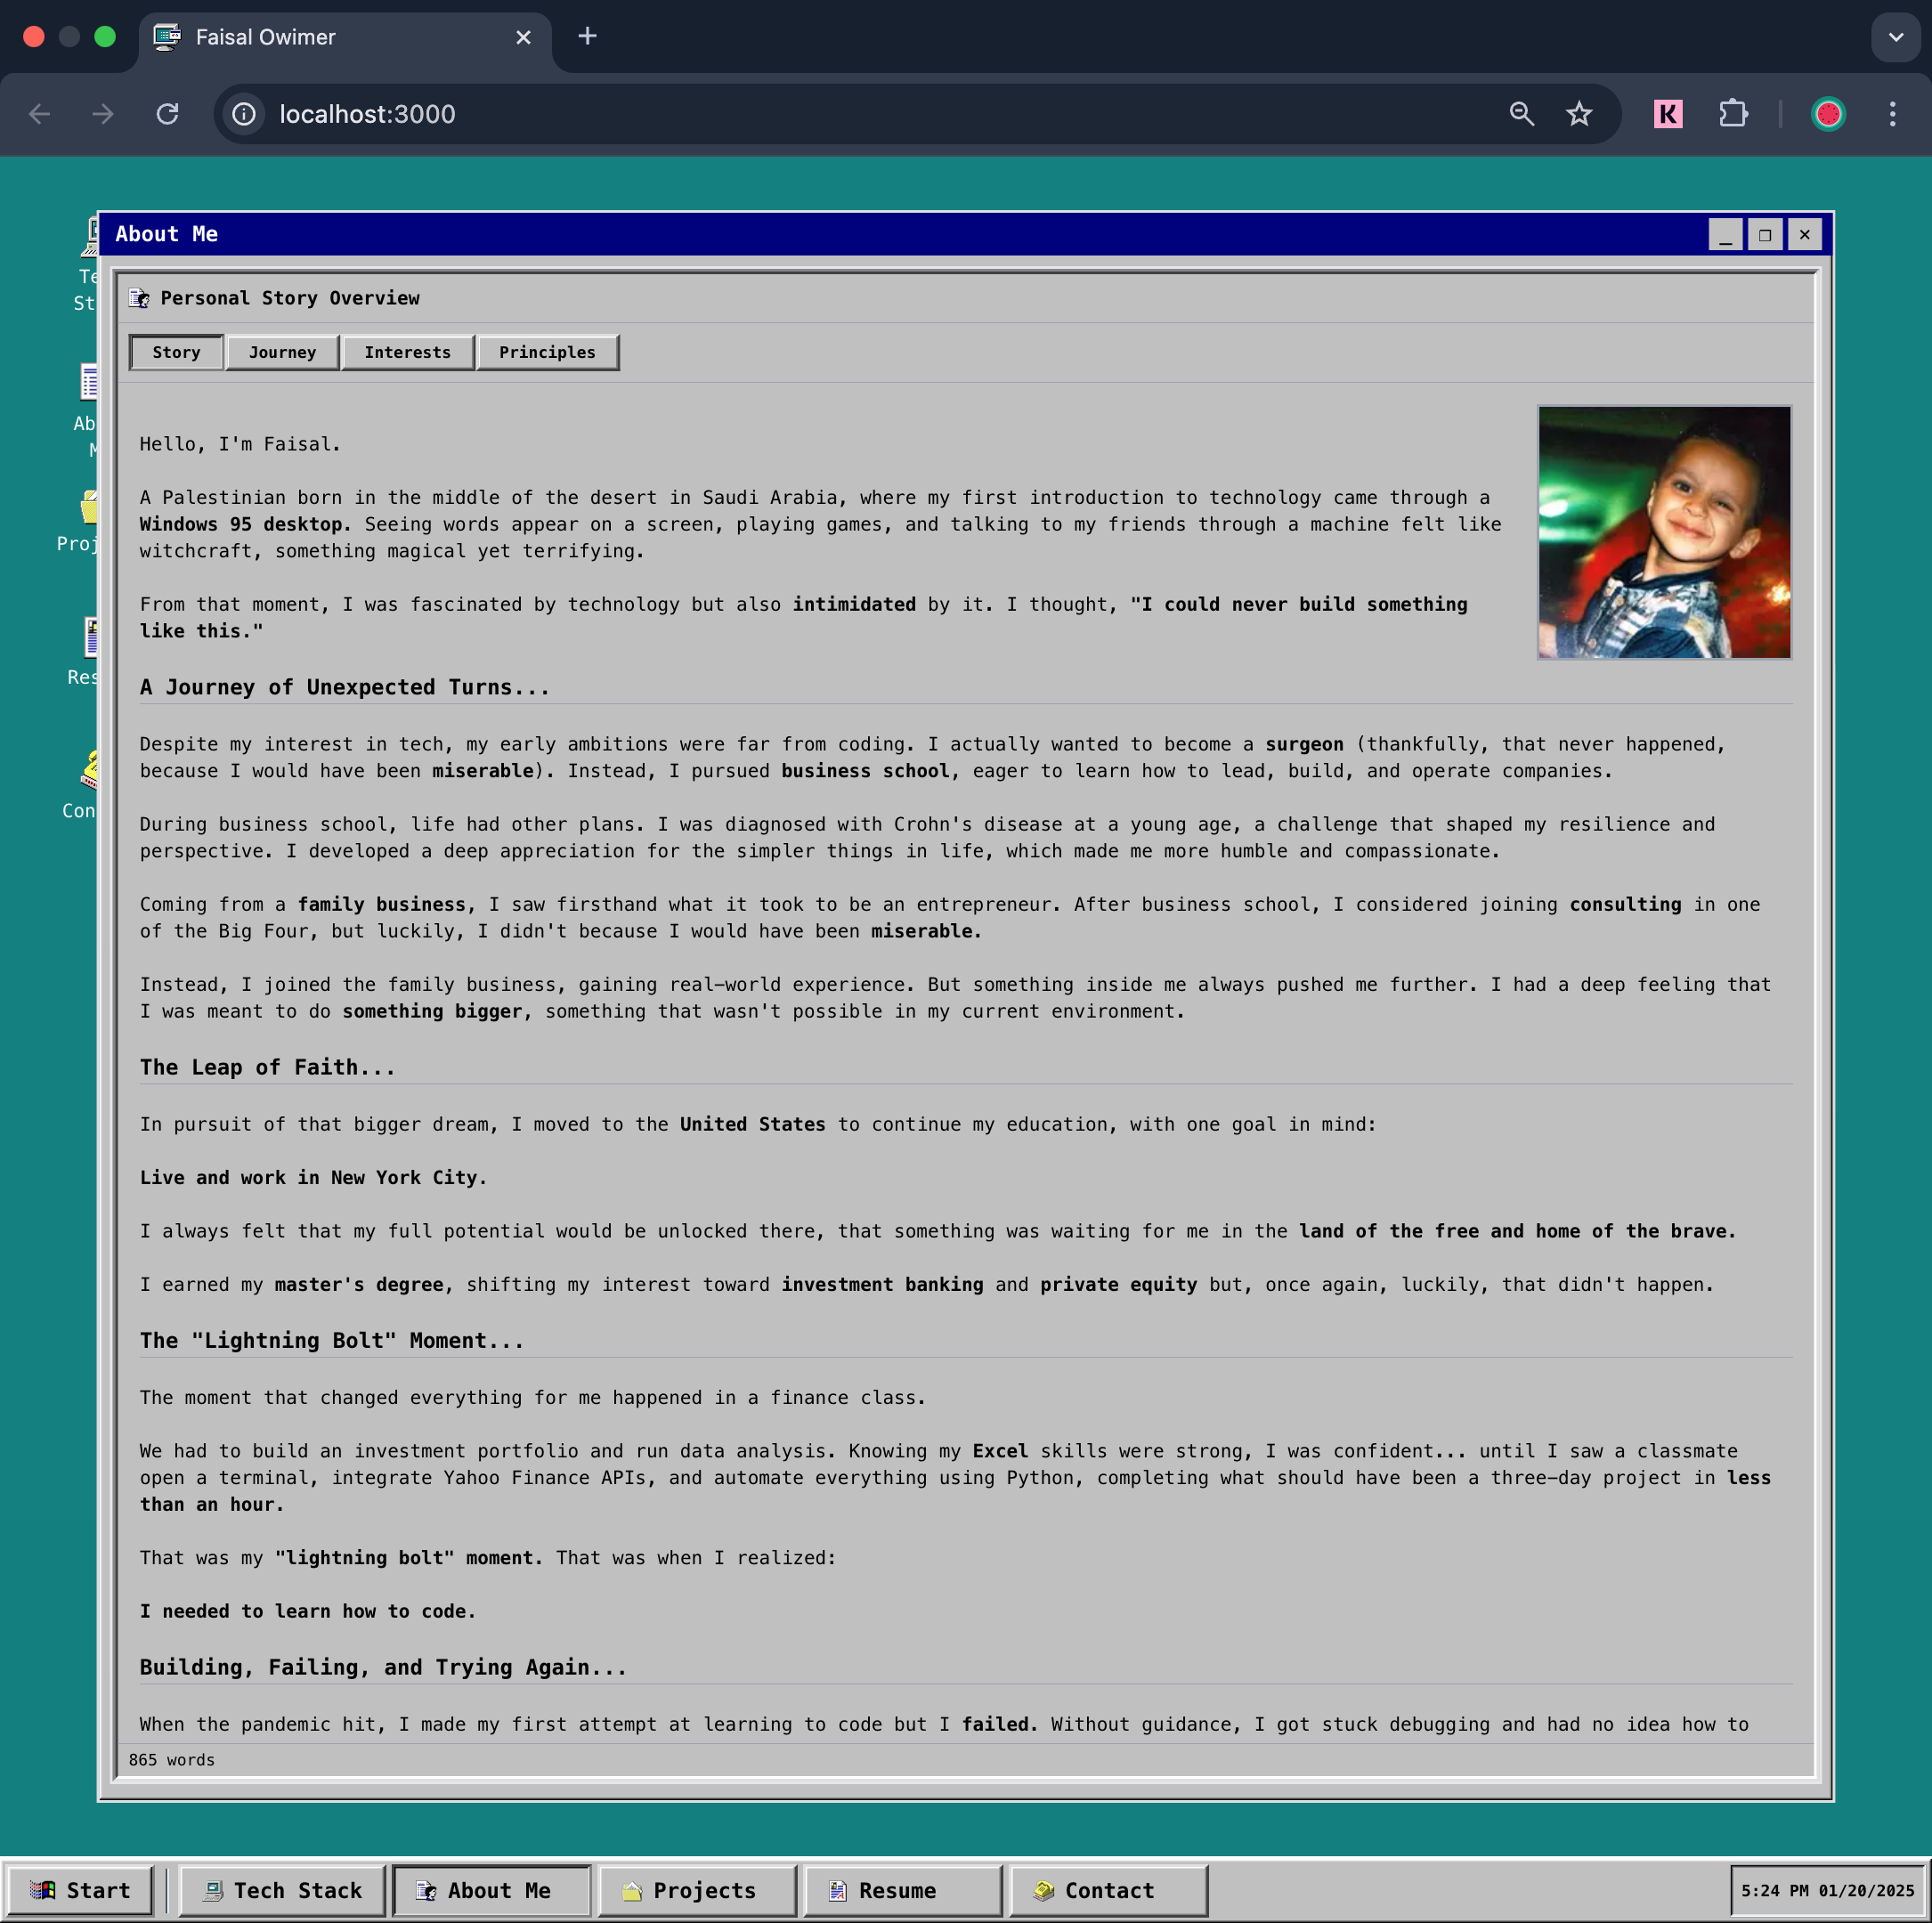 Faisal Owimer
localhost:3000
K
About Me
Te
St
Ab
M
Proj
Res
Con
Personal Story Overview
Story Journey Interests Principles
Hello, I'm Faisal.
A Palestinian born in the middle of the desert in Saudi Arabia, where my first introduction to technology came through a
Windows 95 desktop. Seeing words appear on a screen, playing games, and talking to my friends through a machine felt like
witchcraft, something magical yet terrifying.
From that moment, I was fascinated by technology but also intimidated by it. I thought, "I could never build something
like this."
A Journey of Unexpected Turns...
Despite my interest in tech, my early ambitions were far from coding. I actually wanted to become a surgeon (thankfully, that never happened,
because I would have been miserable). Instead, I pursued business school, eager to learn how to lead, build, and operate companies.
During business school, life had other plans. I was diagnosed with Crohn's disease at a young age, a challenge that shaped my resilience and
perspective. I developed a deep appreciation for the simpler things in life, which made me more humble and compassionate.
Coming from a family business, I saw firsthand what it took to be an entrepreneur. After business school, I considered joining consulting in one
of the Big Four, but luckily, I didn't because I would have been miserable.
Instead, I joined the family business, gaining real-world experience. But something inside me always pushed me further. I had a deep feeling that
I was meant to do something bigger, something that wasn't possible in my current environment.
The Leap of Faith...
In pursuit of that bigger dream, I moved to the United States to continue my education, with one goal in mind:
Live and work in New York City.
I always felt that my full potential would be unlocked there, that something was waiting for me in the land of the free and home of the brave.
I earned my master's degree, shifting my interest toward investment banking and private equity but, once again, luckily, that didn't happen.
The "Lightning Bolt" Moment...
The moment that changed everything for me happened in a finance class.
We had to build an investment portfolio and run data analysis. Knowing my Excel skills were strong, I was confident... until I saw a classmate
open a terminal, integrate Yahoo Finance APIs, and automate everything using Python, completing what should have been a three-day project in less
than an hour.
That was my "lightning bolt" moment. That was when I realized:
I needed to learn how to code.
Building, Failing, and Trying Again...
When the pandemic hit, I made my first attempt at learning to code but I failed. Without guidance, I got stuck debugging and had no idea how to
865 words
Start Tech Stack About Me Projects Resume Contact 5:24 PM 01/20/2025